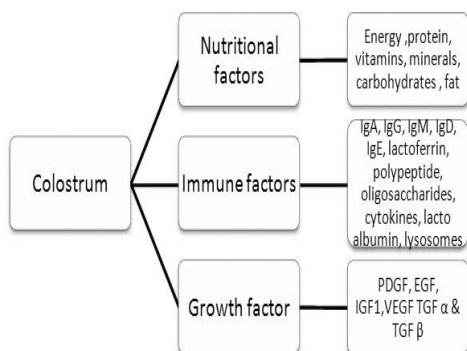 Nutritional
factors
Energy ,protein,
vitamins, minerals,
carbohydrates , fat
Colostrum
Immune factors
IgA, IgG, IgM, IgD,
IgE, lactoferrin,
polypeptide,
oligosaccharides,
cytokines, lacto
albumin, lysosomes
Growth factor
PDGF, EGF,
IGF1,VEGF TGF α &
TGF β